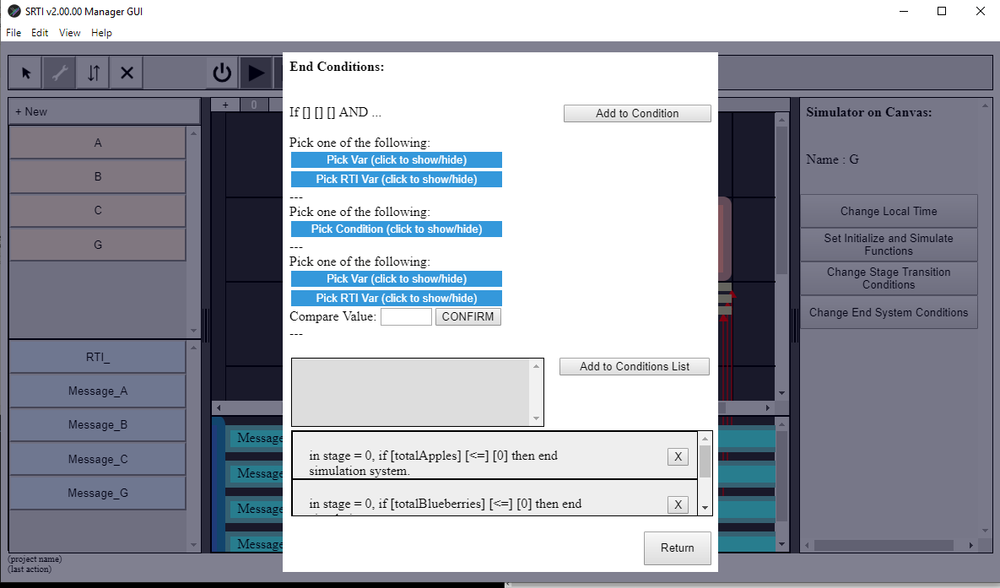 SRTI v2.00.00 Manager GUI
File Edit View Help
+ New
A
B
C
G
RTI_
Message_A
Message_B
Message_C
Message_G
(project name)
(last action)
+ 0
Message
Message
Message
Message
End Conditions:
If [] [] [] AND ...
Add to Condition
Pick one of the following:
Pick Var (click to show/hide)
Pick RTI Var (click to show/hide)
---
Pick one of the following:
Pick Condition (click to show/hide)
---
Pick one of the following:
Pick Var (click to show/hide)
Pick RTI Var (click to show/hide)
Compare Value: CONFIRM
---
Add to Conditions List
in stage = 0, if [totalApples] [<=] [0] then end
simulation system.
X
in stage = 0, if [totalBlueberries] [<=] [0] then end
X
Return
Simulator on Canvas:
Name : G
Change Local Time
Set Initialize and Simulate
Functions
Change Stage Transition
Conditions
Change End System Conditions